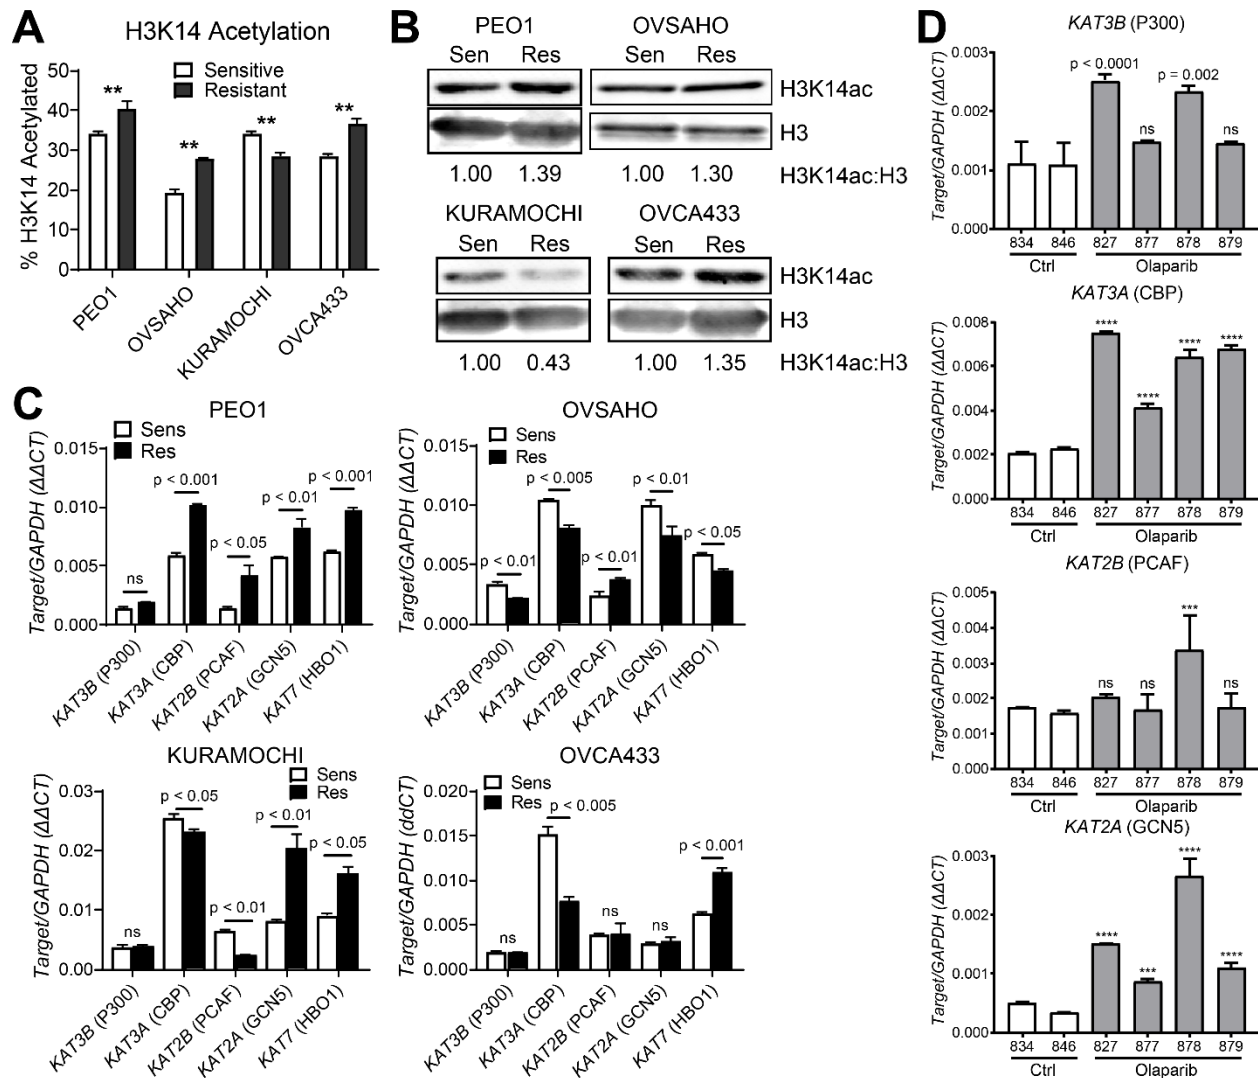 A
H3K14 Acetylation
% H3K14 Acetylated
50
40
30
20
10
0
Sensitive
Resistant
**
**
**
**
PEO1
OVSAHO
KURAMOCHI
OVCA433
B
PEO1
OVSAHO
Sen Res Sen Res
H3K14ac
H3
1.00 1.39 1.00 1.30 H3K14ac:H3
KURAMOCHI
OVCA433
Sen Res Sen Res
H3K14ac
H3
1.00 0.43 1.00 1.35 H3K14ac:H3
C
PEO1
Target/GAPDH (ΔΔCT)
0.015
0.010
0.005
0.000
Sens
Res
ns
p < 0.001
p < 0.05
p < 0.01
p < 0.001
KAT3B (P300)
KAT3A (CBP)
KAT2B (PCAF)
KAT2A (GCN5)
KAT7 (HBO1)
OVSAHO
Target/GAPDH (ΔΔCT)
0.015
0.010
0.005
0.000
Sens
Res
p < 0.01
p < 0.005
p < 0.01
p < 0.01
p < 0.05
KAT3B (P300)
KAT3A (CBP)
KAT2B (PCAF)
KAT2A (GCN5)
KAT7 (HBO1)
KURAMOCHI
Target/GAPDH (ΔΔCT)
0.03
0.02
0.01
0.00
Sens
Res
ns
p < 0.05
p < 0.01
p < 0.01
p < 0.05
KAT3B (P300)
KAT3A (CBP)
KAT2B (PCAF)
KAT2A (GCN5)
KAT7 (HBO1)
OVCA433
Target/GAPDH (ddCT)
0.020
0.015
0.010
0.005
0.000
Sens
Res
ns
p < 0.005
ns
ns
p < 0.001
KAT3B (P300)
KAT3A (CBP)
KAT2B (PCAF)
KAT2A (GCN5)
KAT7 (HBO1)
D
KAT3B (P300)
Target/GAPDH (ΔΔCT)
0.003
0.002
0.001
0.000
p < 0.0001
ns
p = 0.002
ns
834 846 827 877 878 879
Ctrl Olaparib
KAT3A (CBP)
Target/GAPDH (ΔΔCT)
0.008
0.006
0.004
0.002
0.000
****
****
****
****
834 846 827 877 878 879
Ctrl Olaparib
KAT2B (PCAF)
Target/GAPDH (ΔΔCT)
0.005
0.004
0.003
0.002
0.001
0.000
ns
ns
***
ns
834 846 827 877 878 879
Ctrl Olaparib
KAT2A (GCN5)
Target/GAPDH (ΔΔCT)
0.003
0.002
0.001
0.000
****
***
****
****
834 846 827 877 878 879
Ctrl Olaparib